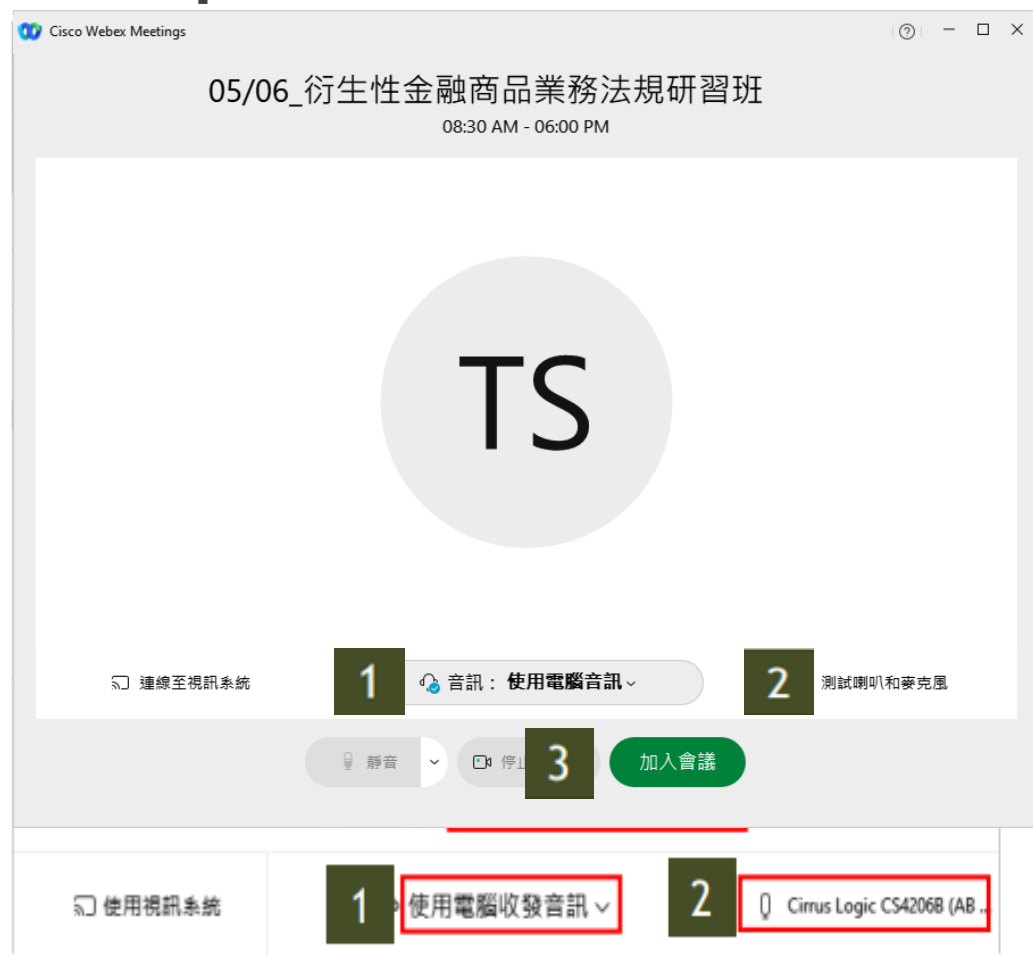 Cisco Webex Meetings
05/06_衍生性金融商品業務法規研習班
08:30 AM - 06:00 PM
TS
連線至視訊系統 1 音訊： 使用電腦音訊 2 測試喇叭和麥克風
靜音 停止 3 加入會議
使用視訊系統 1 使用電腦收發音訊 2 Cirrus Logic CS4206B (AB ...